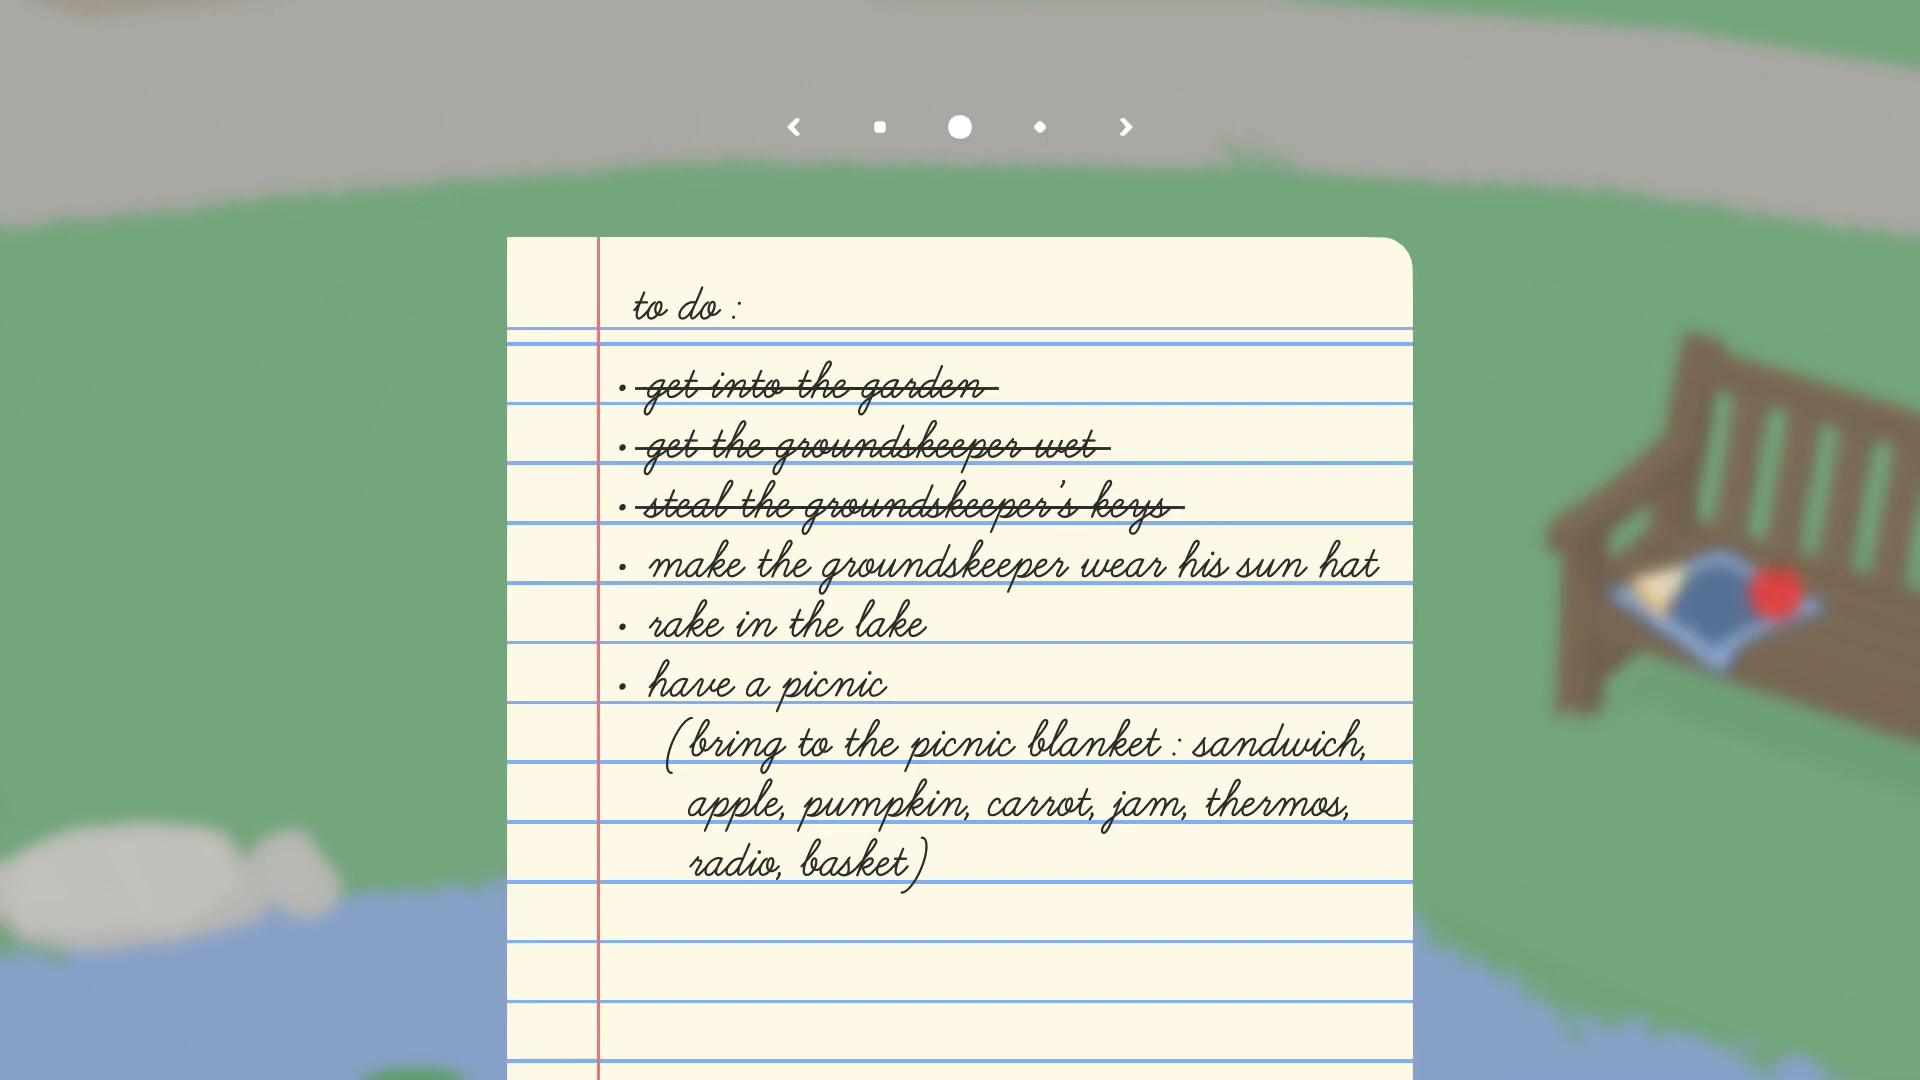 to do :
• get into the garden
• get the groundskeeper wet
• steal the groundskeeper's keys
• make the groundskeeper wear his sun hat
• rake in the lake
• have a picnic
(bring to the picnic blanket : sandwich,
apple, pumpkin, carrot, jam, thermos,
radio, basket)